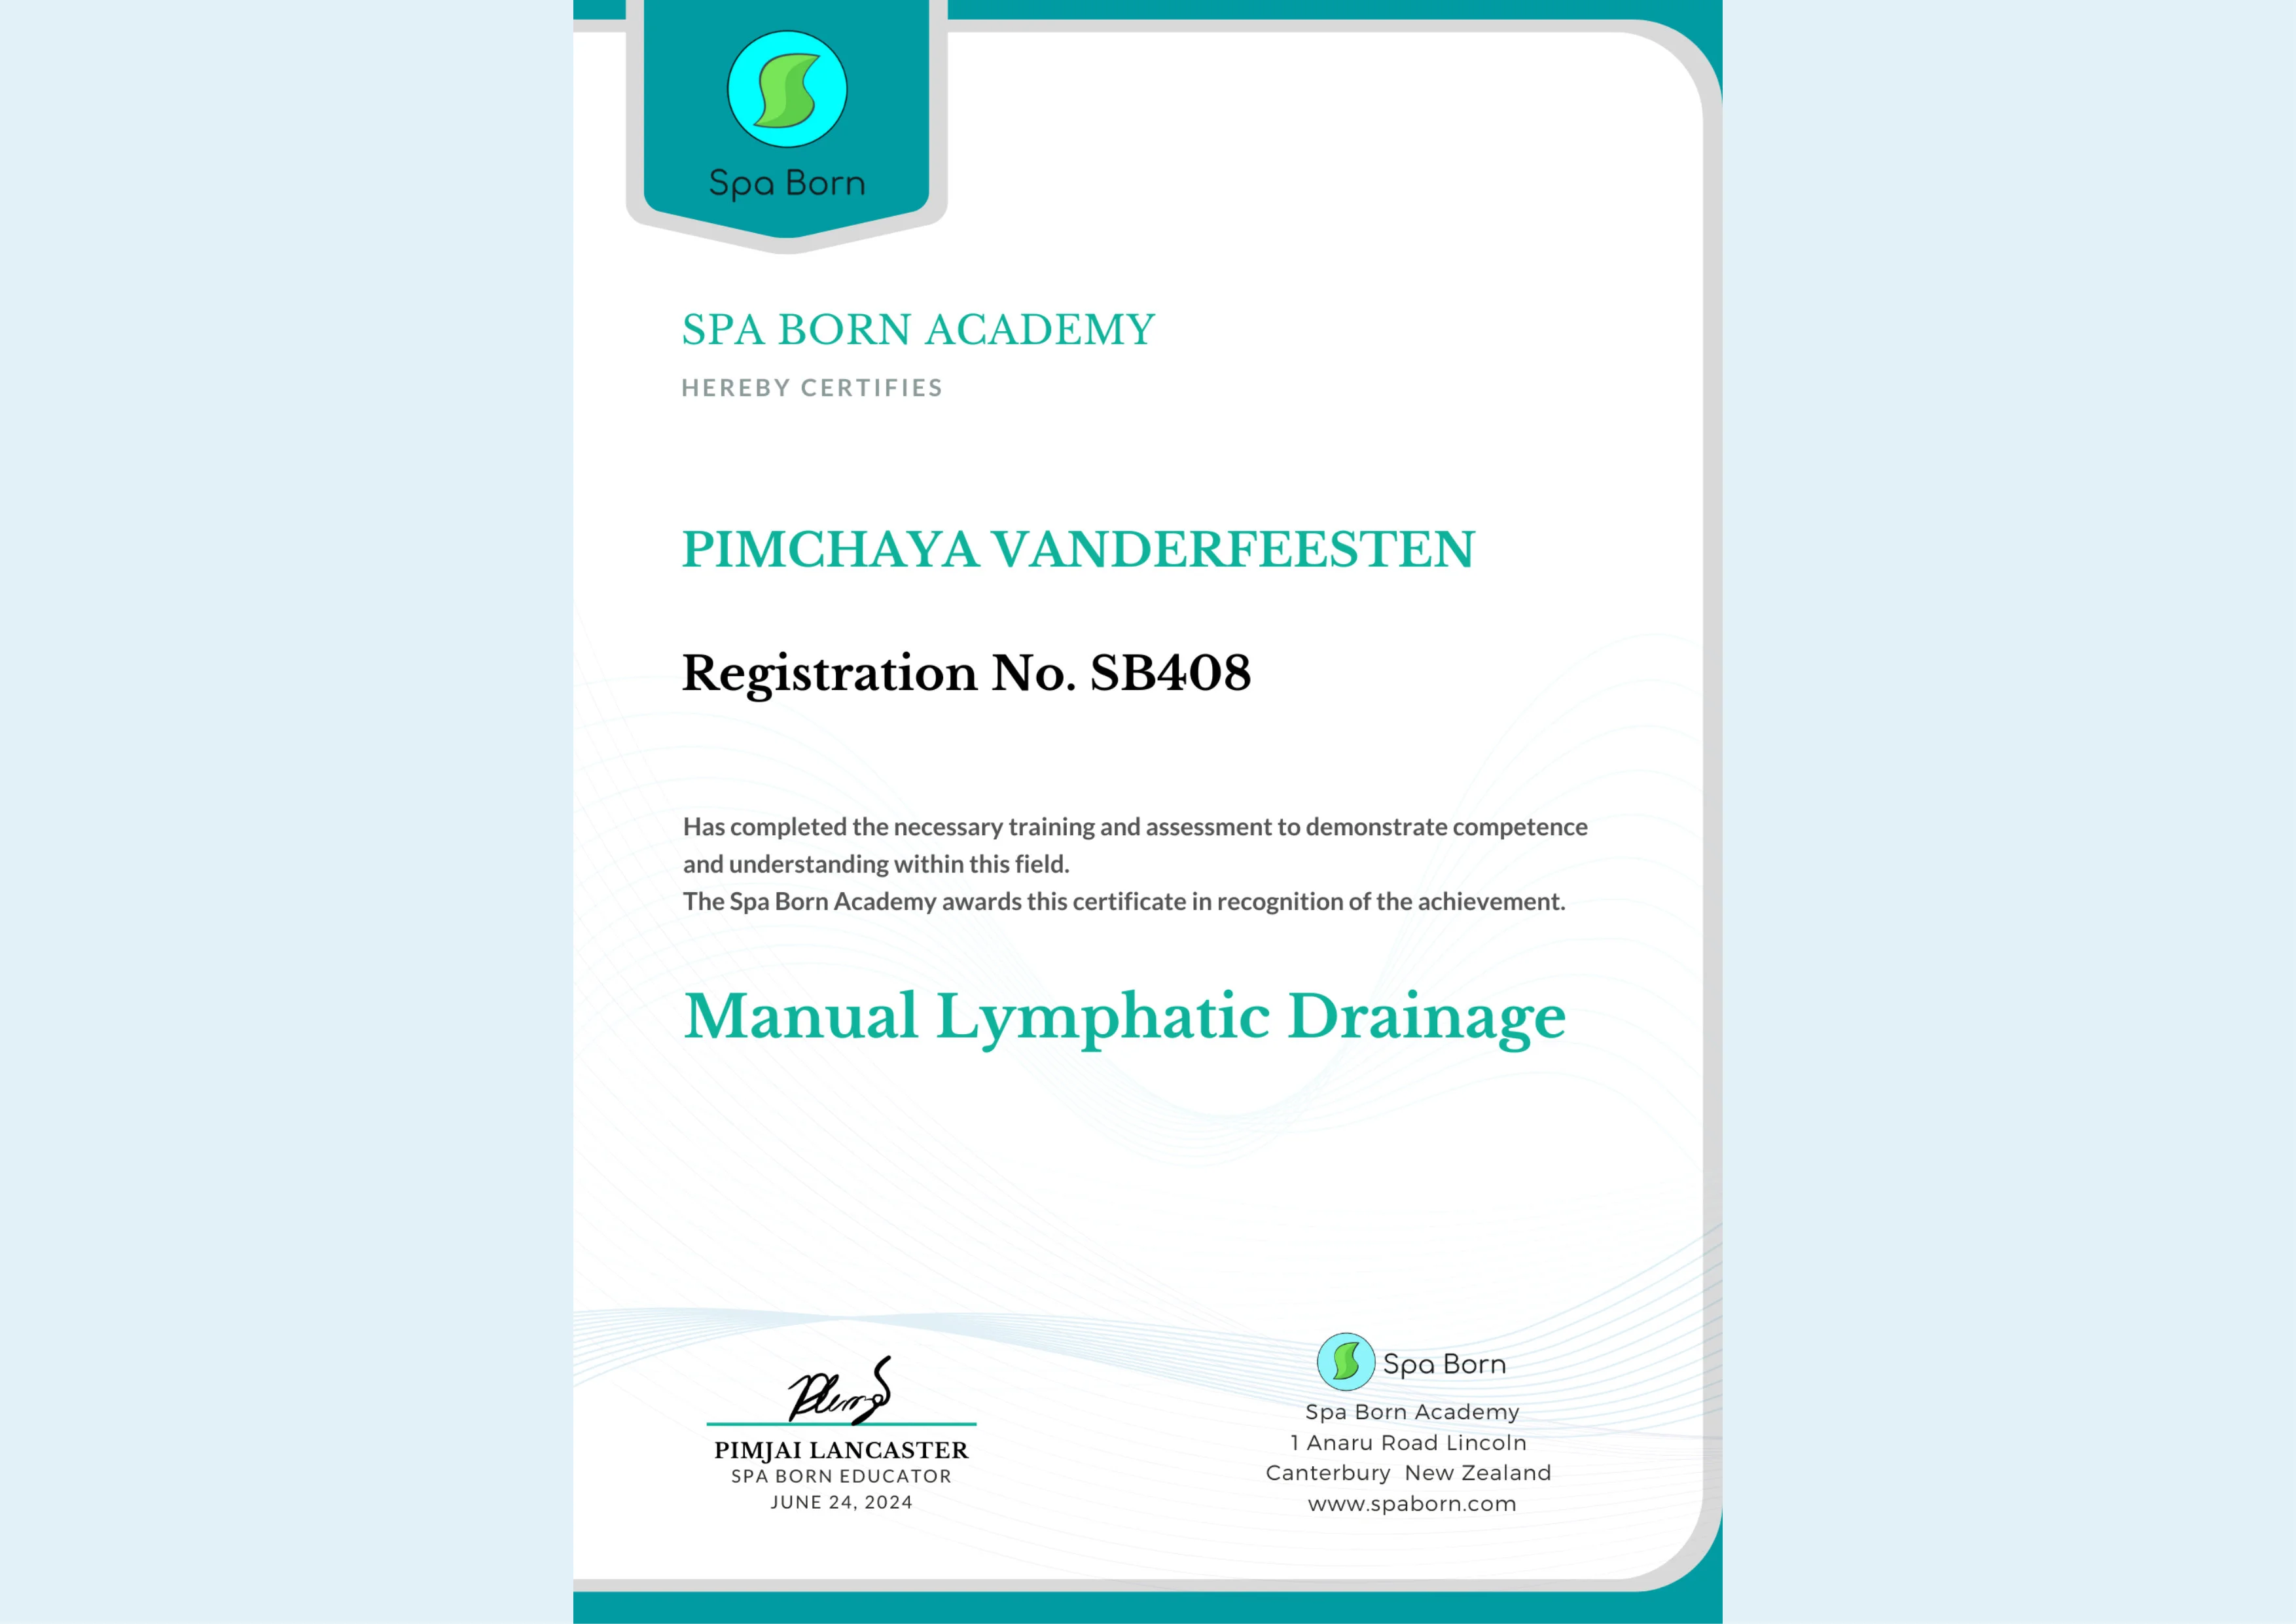 Spa Born
SPA BORN ACADEMY
HEREBY CERTIFIES
PIMCHAYA VANDERFEESTEN
Registration No. SB408
Has completed the necessary training and assessment to demonstrate competence
and understanding within this field.
The Spa Born Academy awards this certificate in recognition of the achievement.
Manual Lymphatic Drainage
PIMJAI LANCASTER
SPA BORN EDUCATOR
JUNE 24, 2024
Spa Born
Spa Born Academy
1 Anaru Road Lincoln
Canterbury  New Zealand
www.spaborn.com